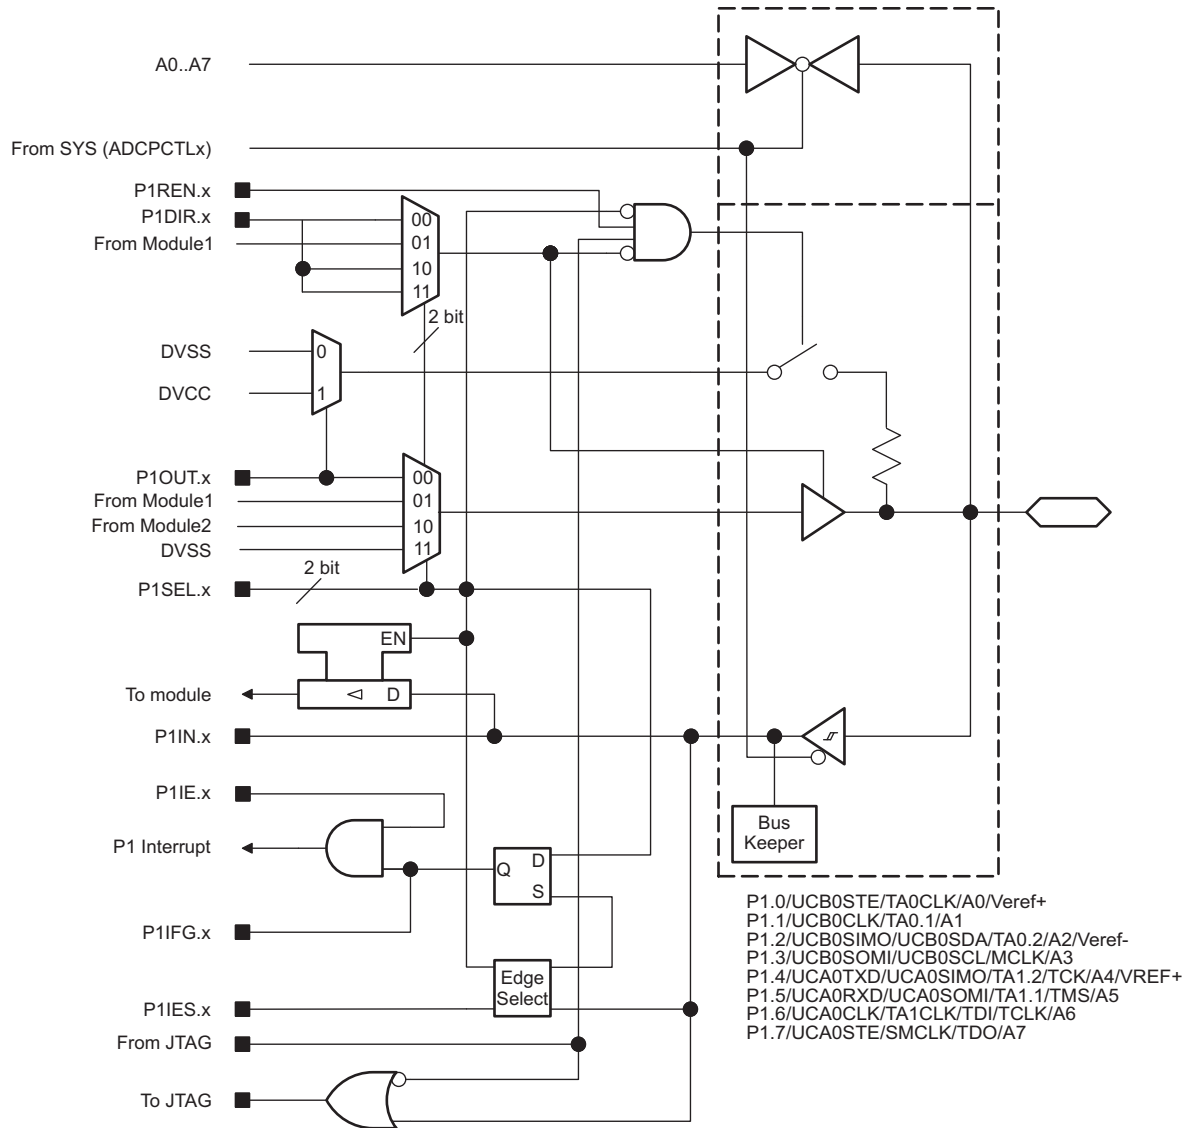 A0..A7
From SYS (ADCPCTLx)
P1REN.x
P1DIR.x
From Module1
00
01
10
11
2 bit
DVSS
DVCC
0
1
P1OUT.x
From Module1
From Module2
DVSS
00
01
10
11
P1SEL.x
2 bit
EN
To module
D
P1IN.x
P1IE.x
Bus
Keeper
P1 Interrupt
Q
D
S
P1IFG.x
Edge
Select
P1IES.x
From JTAG
To JTAG
P1.0/UCB0STE/TA0CLK/A0/Veref+
P1.1/UCB0CLK/TA0.1/A1
P1.2/UCB0SIMO/UCB0SDA/TA0.2/A2/Veref-
P1.3/UCB0SOMI/UCB0SCL/MCLK/A3
P1.4/UCA0TXD/UCA0SIMO/TA1.2/TCK/A4/VREF+
P1.5/UCA0RXD/UCA0SOMI/TA1.1/TMS/A5
P1.6/UCA0CLK/TA1CLK/TDI/TCLK/A6
P1.7/UCA0STE/SMCLK/TDO/A7